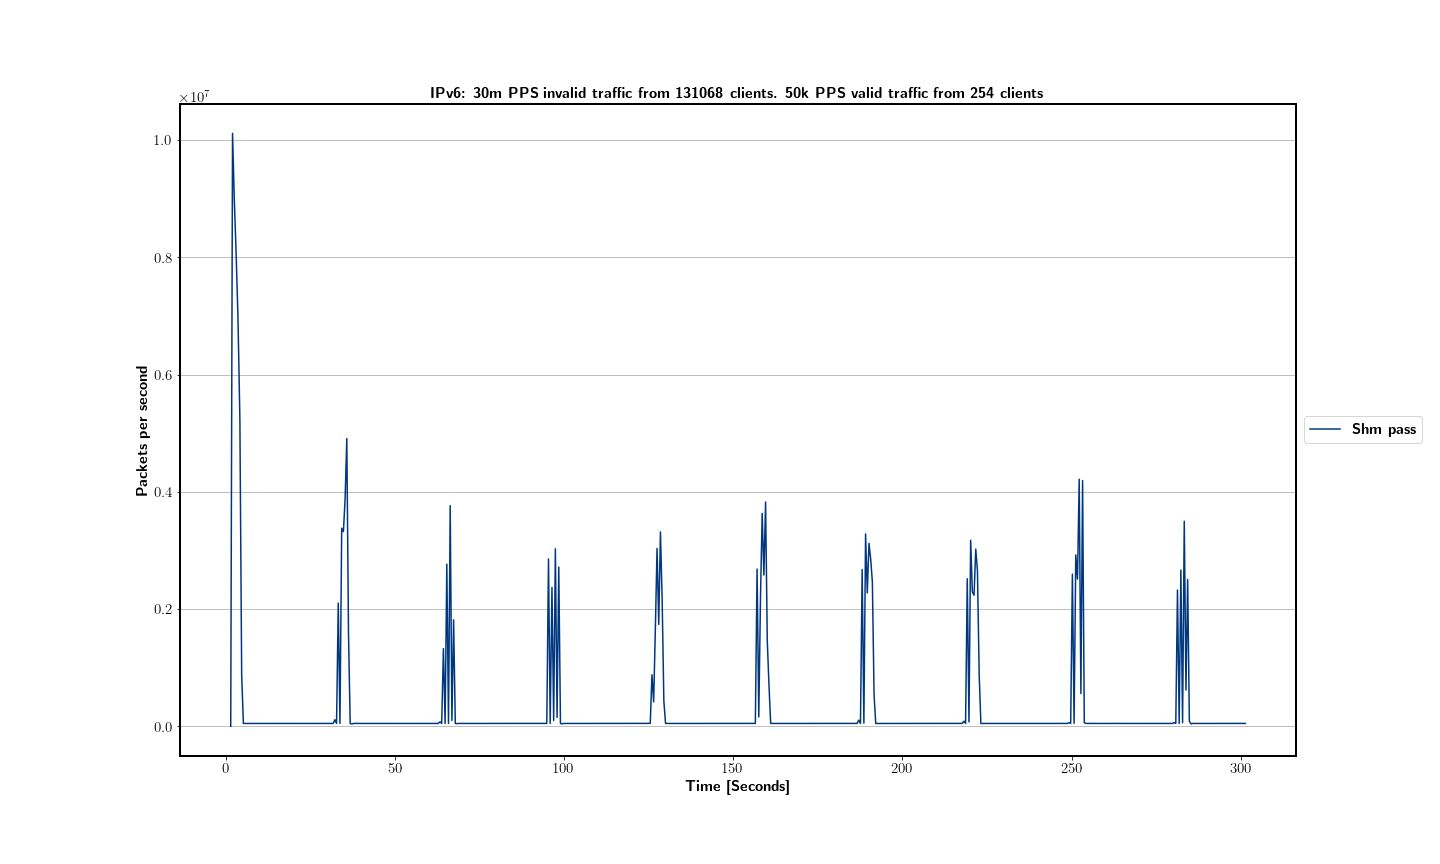 IPv6: 30m PPS invalid traffic from 131068 clients. 50k PPS valid traffic from 254 clients
×10⁷
1.0
0.8
0.6
0.4
0.2
0.0
Packets per second
Shm pass
0 50 100 150 200 250 300
Time [Seconds]